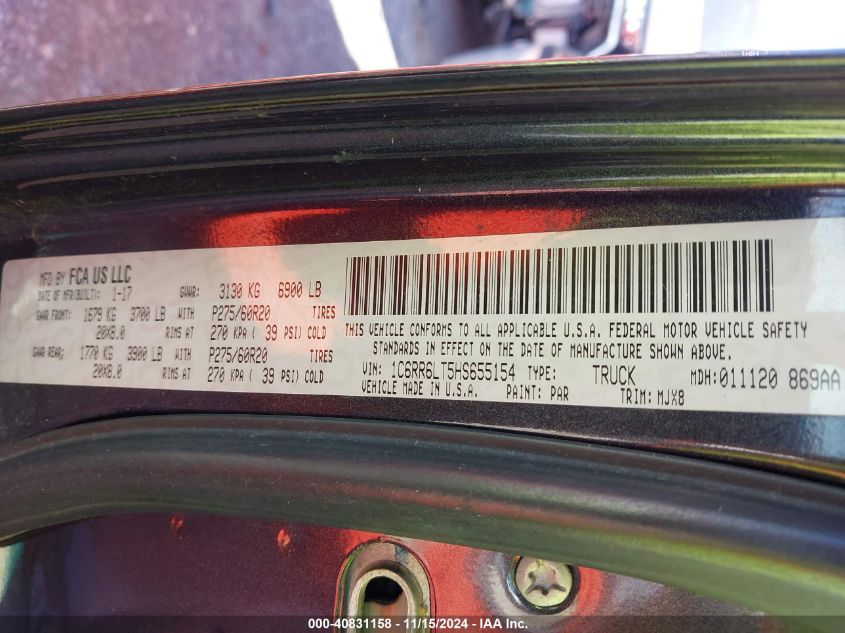 MFD BY FCA US LLC
DATE OF MFR(BUILT): 1-17 GVWR: 3130 KG 6900 LB
GAWR FRONT: 1679 KG 3700 LB WITH P275/60R20 TIRES
20X8.0 RIMS AT 270 KPA ( 39 PSI) COLD
GAWR REAR: 1770 KG 3900 LB WITH P275/60R20 TIRES
20X8.0 RIMS AT 270 KPA ( 39 PSI) COLD
THIS VEHICLE CONFORMS TO ALL APPLICABLE U.S.A. FEDERAL MOTOR VEHICLE SAFETY
STANDARDS IN EFFECT ON THE DATE OF MANUFACTURE SHOWN ABOVE.
VIN: 1C6RR6LT5HS655154 TYPE: TRUCK MDH:011120 869AA
VEHICLE MADE IN U.S.A. PAINT: PAR TRIM: MJX8
000-40831158 - 11/15/2024 - IAA Inc.